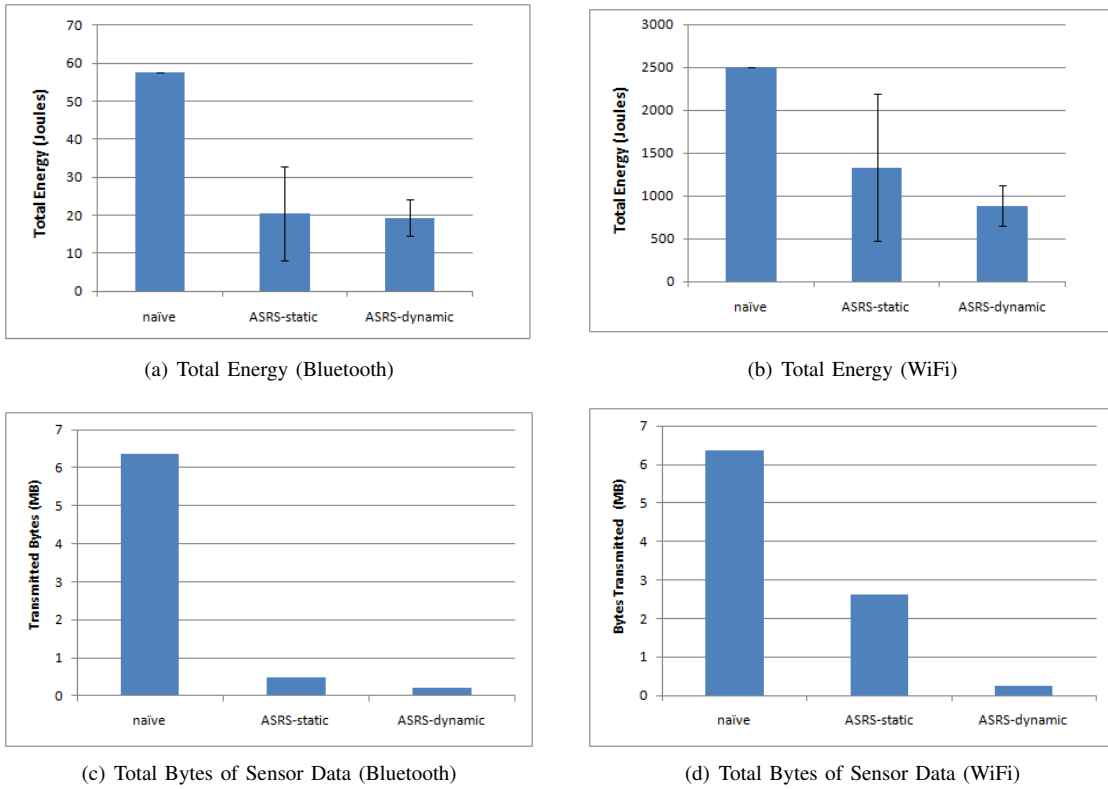 70
60
50
40
30
20
10
0
Total Energy (Joules)
naïve ASRS-static ASRS-dynamic
(a) Total Energy (Bluetooth)
3000
2500
2000
1500
1000
500
0
Total Energy (Joules)
naïve ASRS-static ASRS-dynamic
(b) Total Energy (WiFi)
7
6
5
4
3
2
1
0
Transmitted Bytes (MB)
naïve ASRS-static ASRS-dynamic
(c) Total Bytes of Sensor Data (Bluetooth)
7
6
5
4
3
2
1
0
Bytes Transmitted (MB)
naïve ASRS-static ASRS-dynamic
(d) Total Bytes of Sensor Data (WiFi)